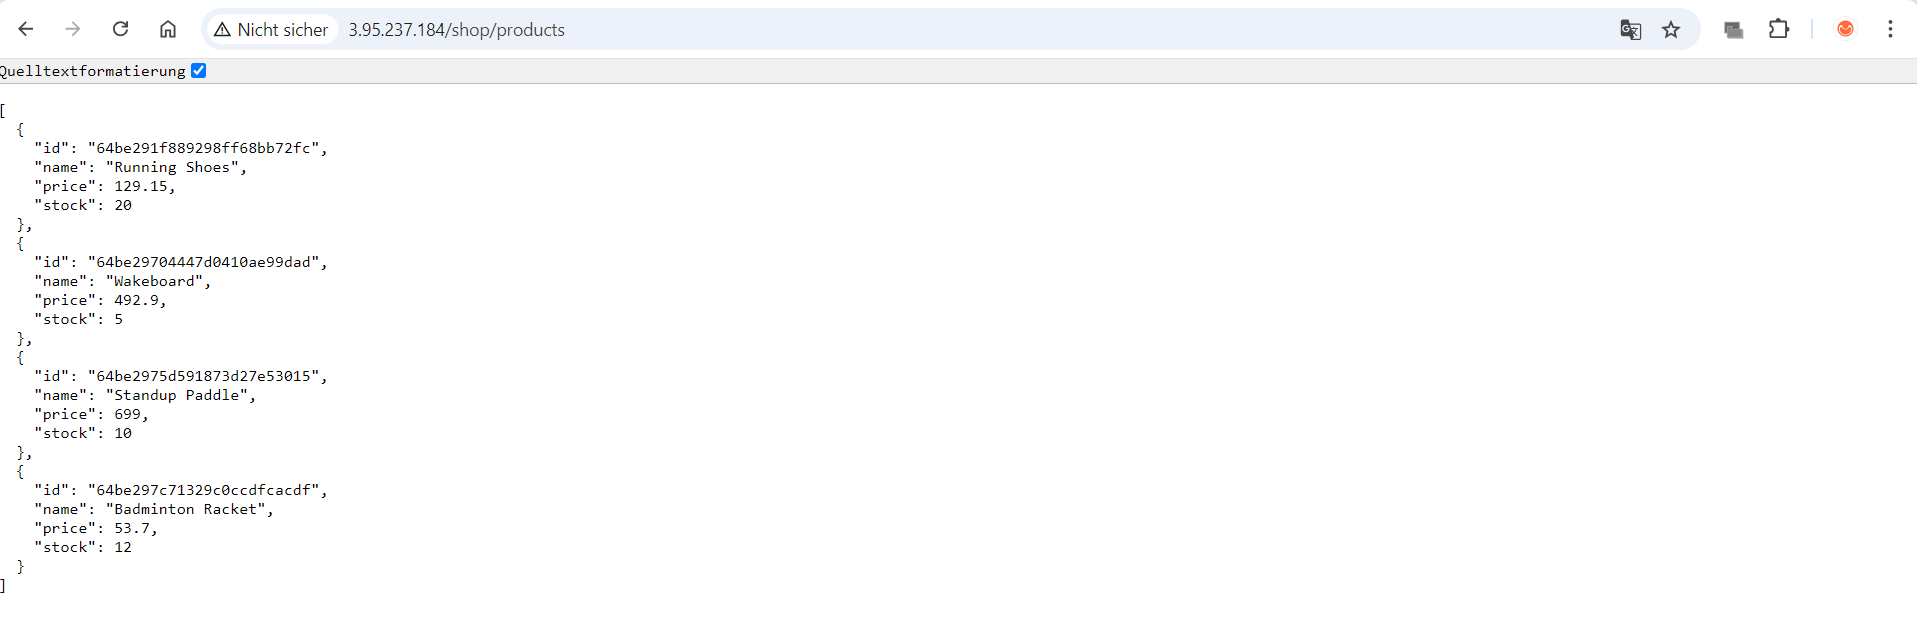 Nicht sicher 3.95.237.184/shop/products
Quelltextformatierung
[
  {
    "id": "64be291f889298ff68bb72fc",
    "name": "Running Shoes",
    "price": 129.15,
    "stock": 20
  },
  {
    "id": "64be29704447d0410ae99dad",
    "name": "Wakeboard",
    "price": 492.9,
    "stock": 5
  },
  {
    "id": "64be2975d591873d27e53015",
    "name": "Standup Paddle",
    "price": 699,
    "stock": 10
  },
  {
    "id": "64be297c71329c0ccdfcacdf",
    "name": "Badminton Racket",
    "price": 53.7,
    "stock": 12
  }
]